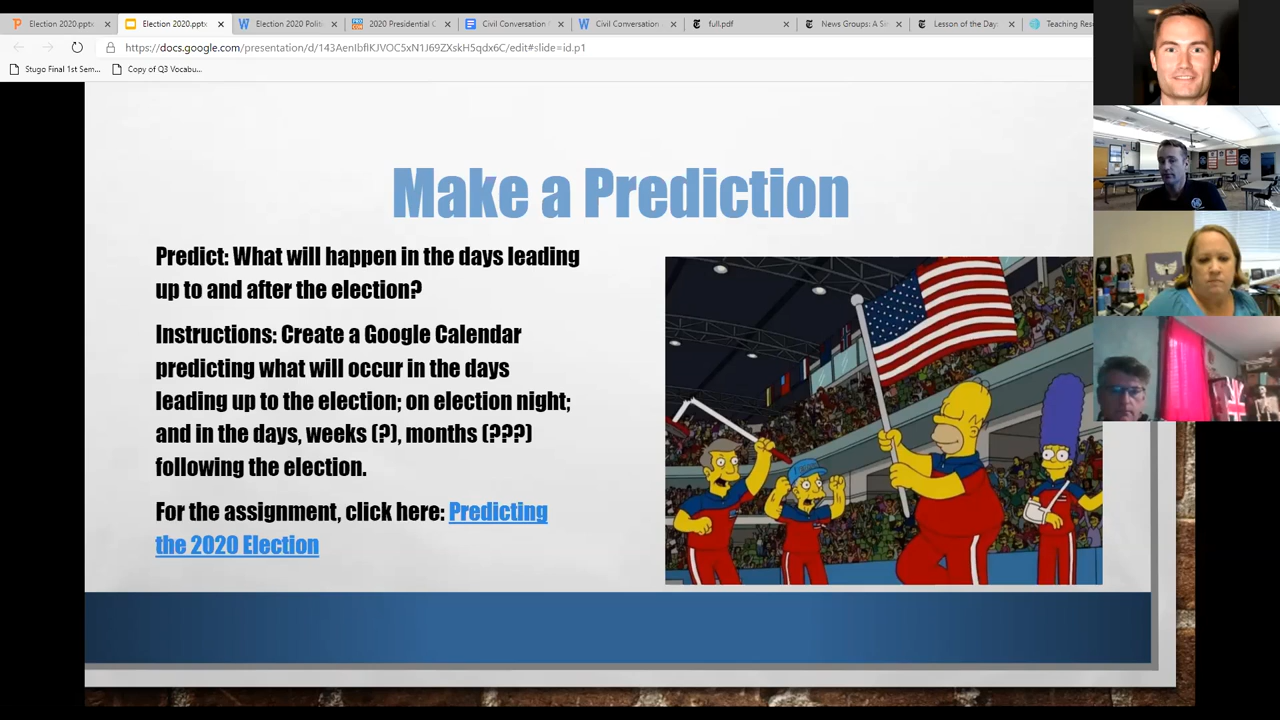 Election 2020.pptx
Election 2020.pptx
Election 2020 Polit
2020 Presidential C
Civil Conversation
Civil Conversation
full.pdf
News Groups: A Si
Lesson of the Day:
Teaching Res
https://docs.google.com/presentation/d/143AenIbflKJVOC5xN1J69ZXskH5qdx6C/edit#slide=id.p1
Stugo Final 1st Sem...
Copy of Q3 Vocabu...
Make a Prediction
Predict: What will happen in the days leading
up to and after the election?
Instructions: Create a Google Calendar
predicting what will occur in the days
leading up to the election; on election night;
and in the days, weeks (?), months (???)
following the election.
For the assignment, click here: Predicting
the 2020 Election